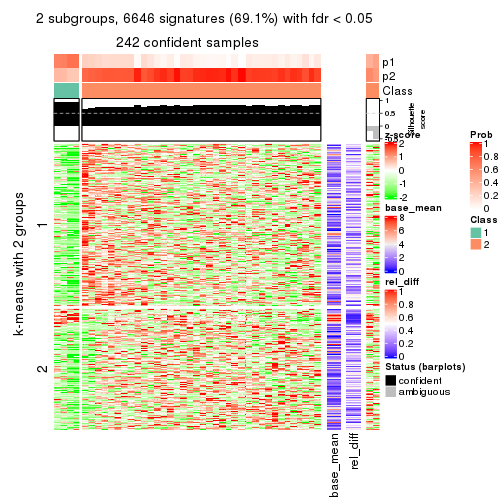 2 subgroups, 6646 signatures (69.1%) with fdr < 0.05
242 confident samples
p1
p2
Class
1
0.5
0
Silhouette
score
k-means with 2 groups
1
2
base_mean
rel_diff
z-score
2
1
0
-1
-2
base_mean
8
6
4
2
0
rel_diff
1
0.8
0.6
0.4
0.2
0
Status (barplots)
confident
ambiguous
Prob
1
0.8
0.6
0.4
0.2
0
Class
1
2